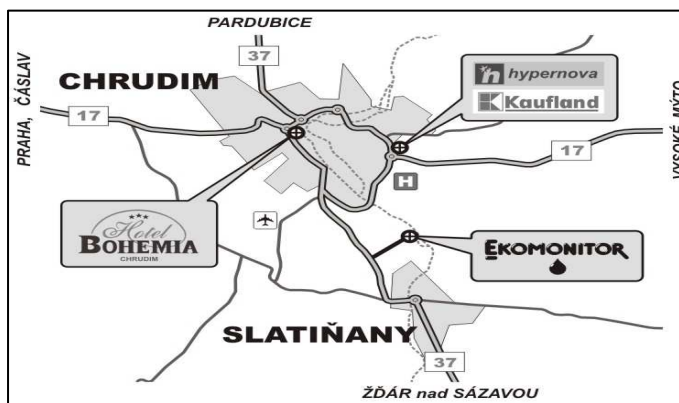 PARDUBICE
37
CHRUDIM
h hypernova
K Kaufland
PRAHA, ČÁSLAV
17
VYSOKÉ MÝTO
17
H
★★★
Hotel
BOHEMIA
CHRUDIM
EKOMONITOR
SLATIŇANY
37
ŽĎÁR nad SÁZAVOU